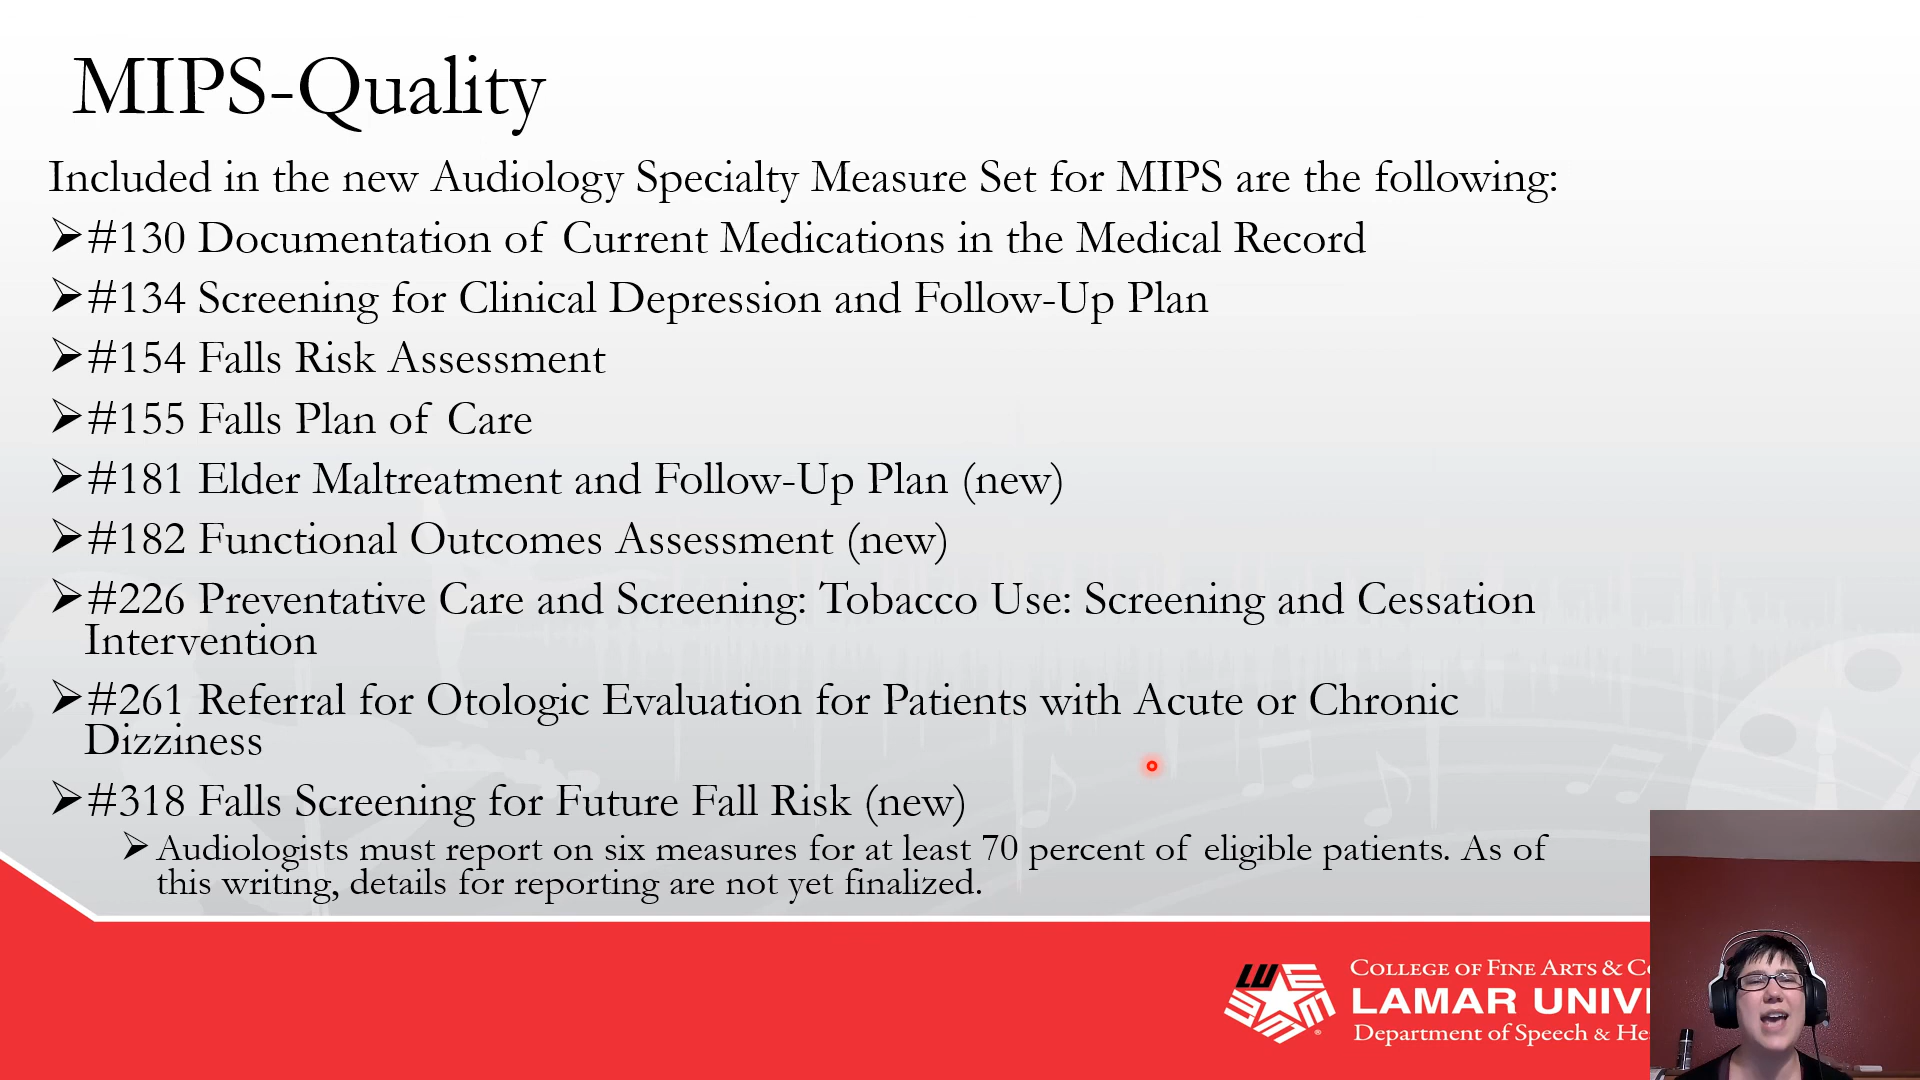 MIPS-Quality
Included in the new Audiology Specialty Measure Set for MIPS are the following:
➢#130 Documentation of Current Medications in the Medical Record
➢#134 Screening for Clinical Depression and Follow-Up Plan
➢#154 Falls Risk Assessment
➢#155 Falls Plan of Care
➢#181 Elder Maltreatment and Follow-Up Plan (new)
➢#182 Functional Outcomes Assessment (new)
➢#226 Preventative Care and Screening: Tobacco Use: Screening and Cessation
Intervention
➢#261 Referral for Otologic Evaluation for Patients with Acute or Chronic
Dizziness
➢#318 Falls Screening for Future Fall Risk (new)
➢Audiologists must report on six measures for at least 70 percent of eligible patients. As of
this writing, details for reporting are not yet finalized.
COLLEGE OF FINE ARTS &
LAMAR
Department of Speech &